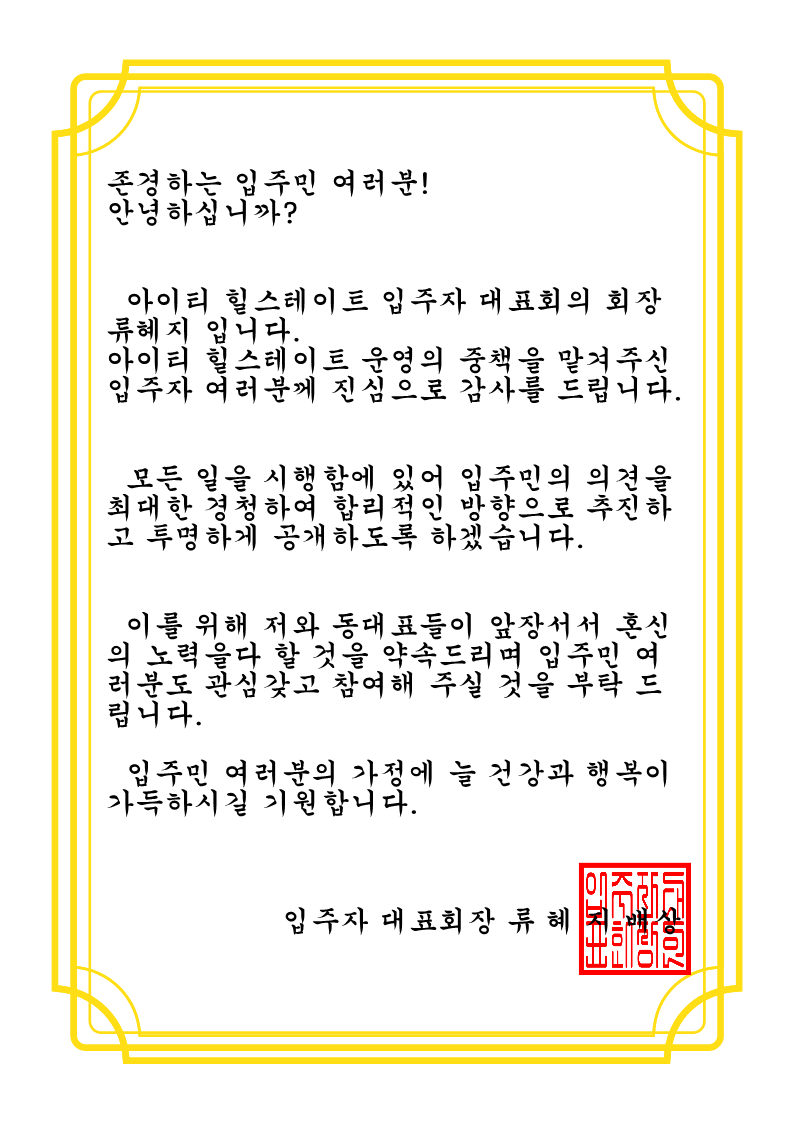 존경하는 입주민 여러분!
안녕하십니까?
아이티 힐스테이트 입주자 대표회의 회장
류혜지 입니다.
아이티 힐스테이트 운영의 중책을 맡겨주신
입주자 여러분께 진심으로 감사를 드립니다.
모든 일을 시행함에 있어 입주민의 의견을
최대한 경청하여 합리적인 방향으로 추진하
고 투명하게 공개하도록 하겠습니다.
이를 위해 저와 동대표들이 앞장서서 혼신
의 노력을다 할 것을 약속드리며 입주민 여
러분도 관심갖고 참여해 주실 것을 부탁 드
립니다.
입주민 여러분의 가정에 늘 건강과 행복이
가득하시길 기원합니다.
입주자 대표회장 류 혜 지 배상